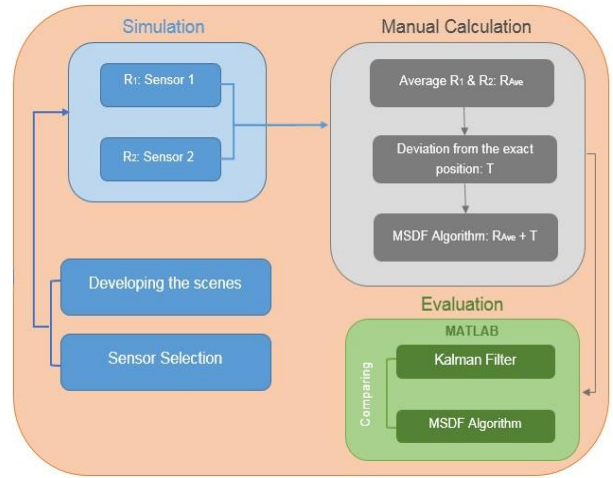 Simulation
R1: Sensor 1
R2: Sensor 2
Developing the scenes
Sensor Selection
Manual Calculation
Average R1 & R2: RAve
Deviation from the exact
position: T
MSDF Algorithm: RAve + T
Evaluation
MATLAB
Comparing
Kalman Filter
MSDF Algorithm